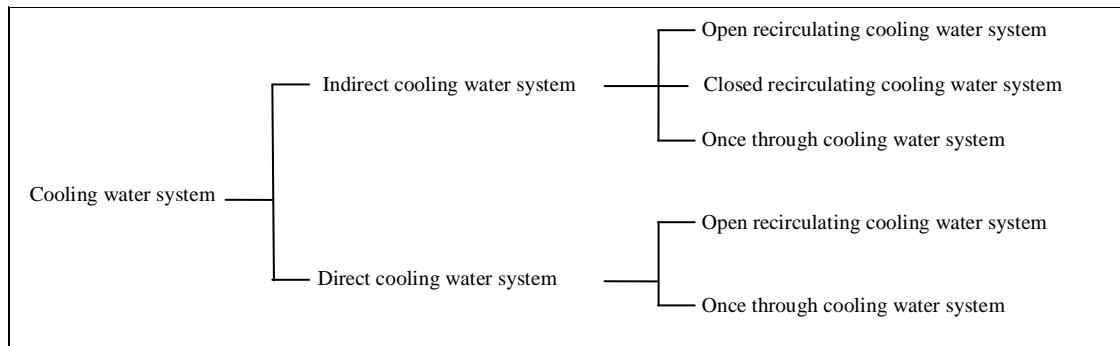 Open recirculating cooling water system
Indirect cooling water system
Closed recirculating cooling water system
Once through cooling water system
Cooling water system
Open recirculating cooling water system
Direct cooling water system
Once through cooling water system